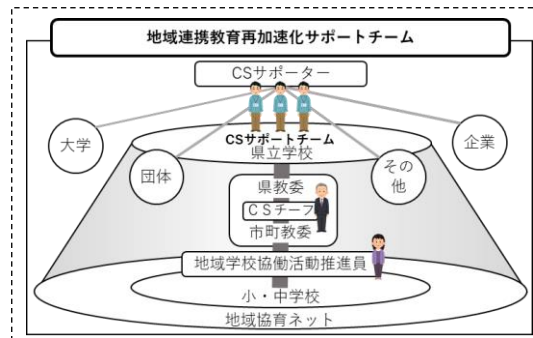 地域連携教育再加速化サポートチーム
CSサポーター
CSサポートチーム
県立学校
大学
団体
その
他
企業
県教委
CSチーフ
市町教委
地域学校協働活動推進員
小・中学校
地域協育ネット